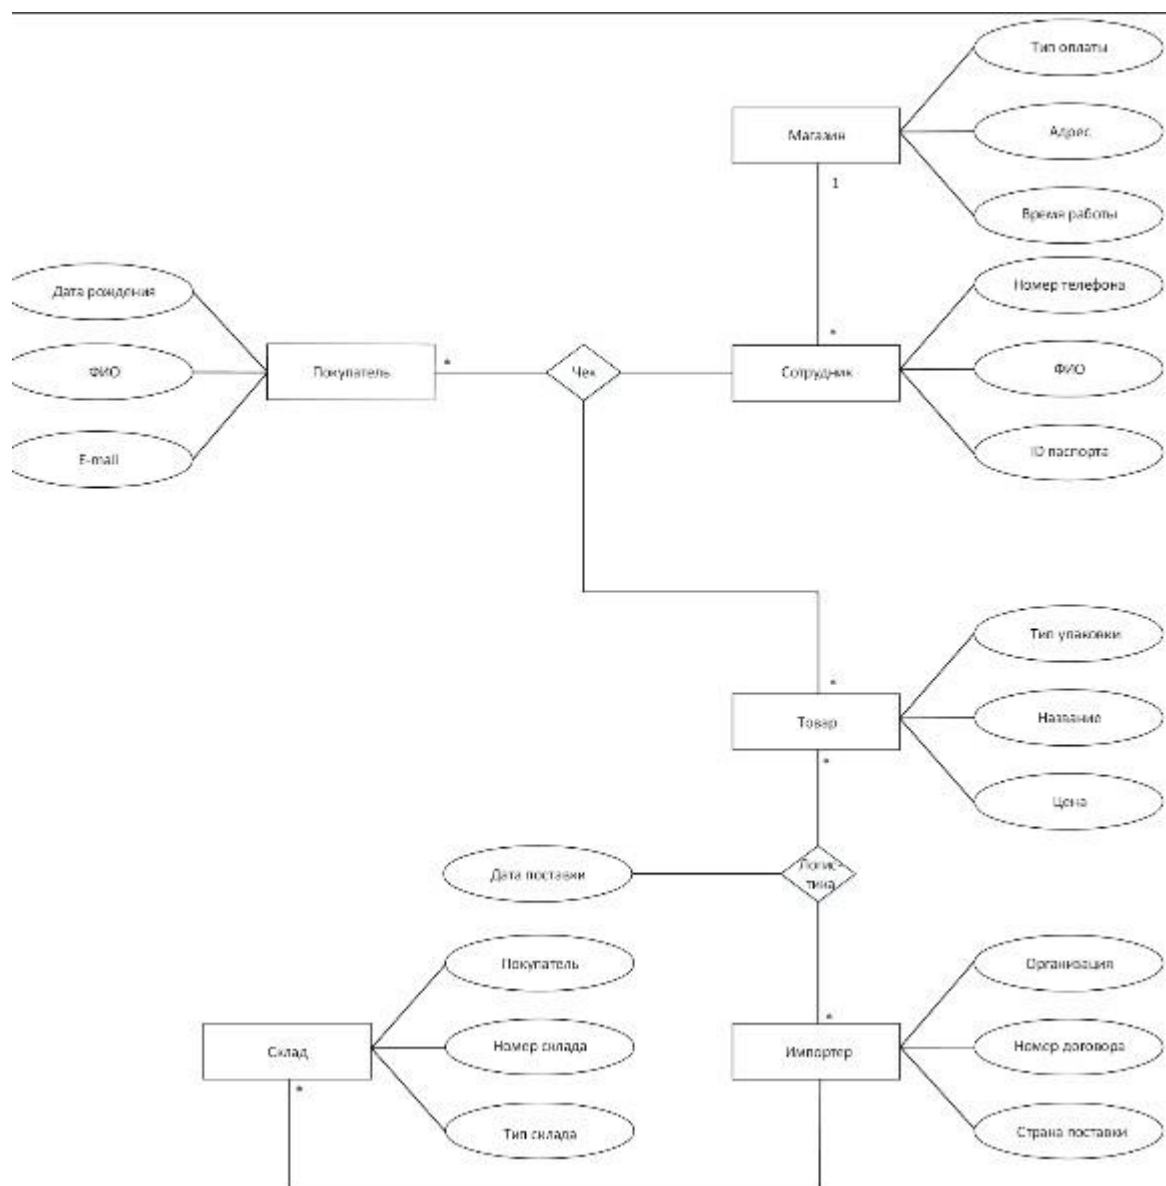 Тип оплаты
Магазин
Адрес
1
Время работы
Дата рождения
Номер телефона
*
*
ФИО
Покупатель
Чек
Сотрудник
ФИО
E-mail
ID паспорта
Тип упаковки
*
Товар
Название
*
Цена
Дата поставки
Логис-
тика
Покупатель
Организация
*
Склад
Номер склада
Импортер
Номер договора
*
Тип склада
Страна поставки